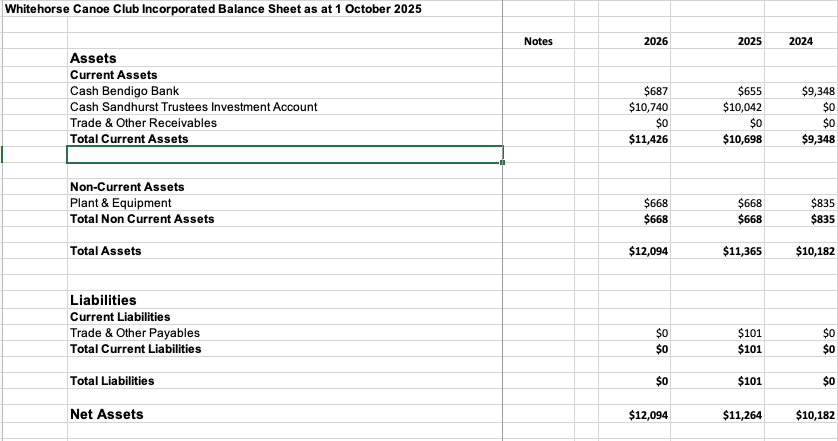 Whitehorse Canoe Club Incorporated Balance Sheet as at 1 October 2025
Notes 2026 2025 2024
Assets
Current Assets
Cash Bendigo Bank $687 $655 $9,348
Cash Sandhurst Trustees Investment Account $10,740 $10,042 $0
Trade & Other Receivables $0 $0 $0
Total Current Assets $11,426 $10,698 $9,348
Non-Current Assets
Plant & Equipment $668 $668 $835
Total Non Current Assets $668 $668 $835
Total Assets $12,094 $11,365 $10,182
Liabilities
Current Liabilities
Trade & Other Payables $0 $101 $0
Total Current Liabilities $0 $101 $0
Total Liabilities $0 $101 $0
Net Assets $12,094 $11,264 $10,182